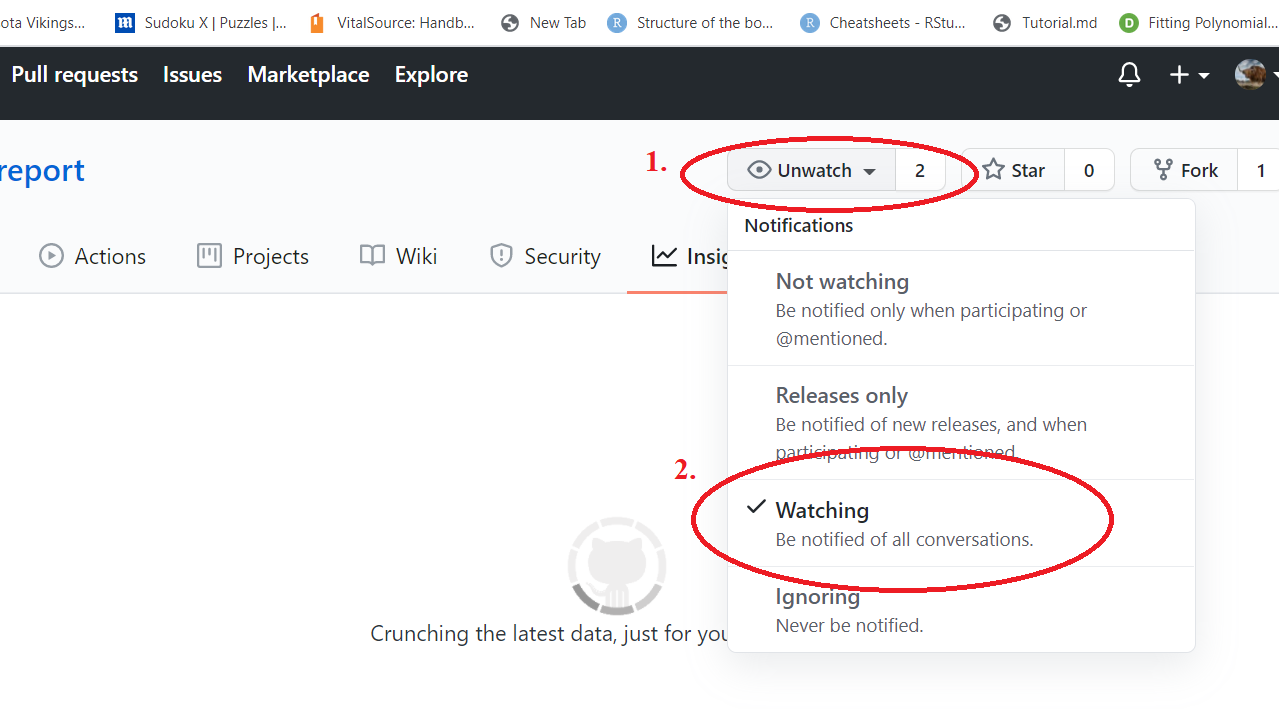 ota Vikings... Sudoku X | Puzzles |... VitalSource: Handb... New Tab Structure of the bo... Cheatsheets - RStu... Tutorial.md Fitting Polynomial...
Pull requests Issues Marketplace Explore
report
1.
Unwatch 2 Star 0 Fork 1
Actions Projects Wiki Security Insig
Notifications
Not watching
Be notified only when participating or
@mentioned.
Releases only
Be notified of new releases, and when
participating or @mentioned.
2.
Watching
Be notified of all conversations.
Ignoring
Never be notified.
Crunching the latest data, just for you